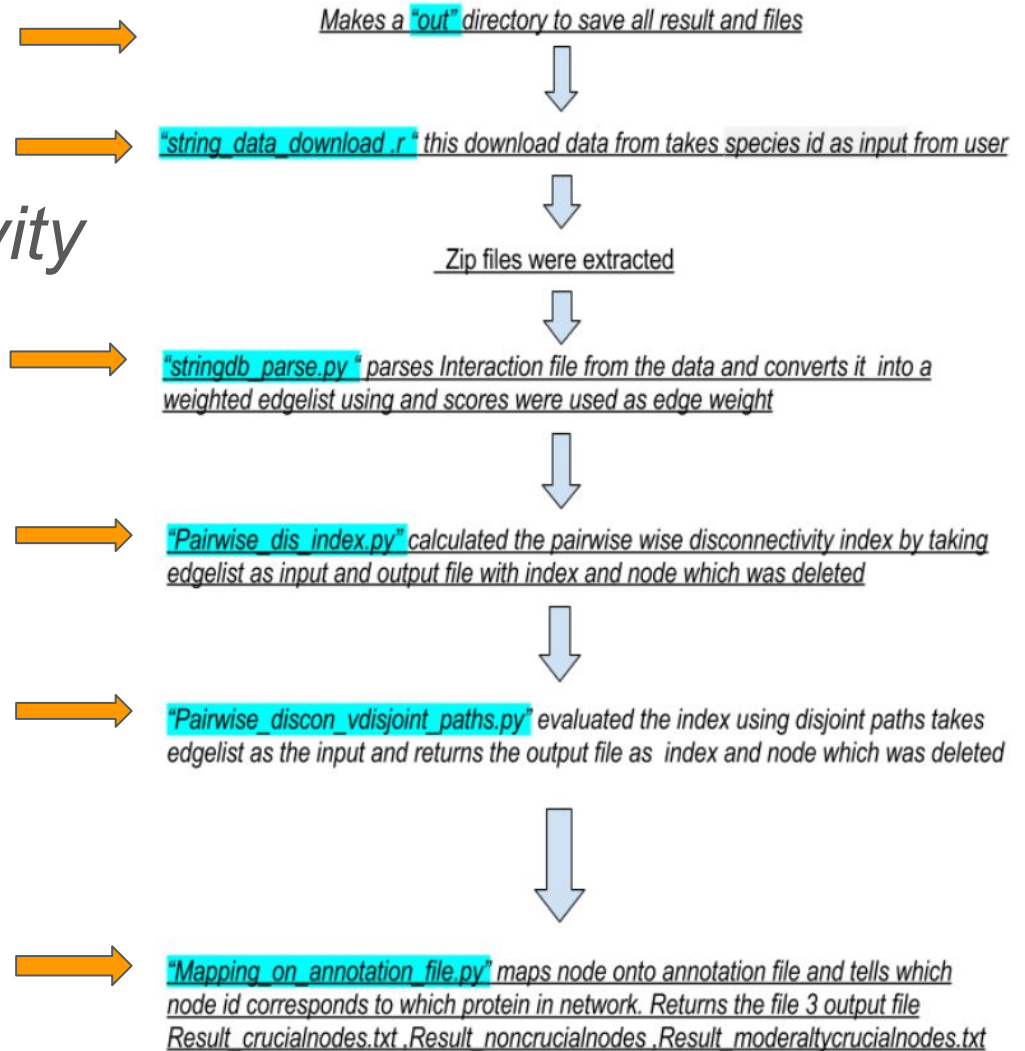 Makes a "out" directory to save all result and files
"string_data_download .r " this download data from takes species id as input from user
vity
Zip files were extracted
"stringdb_parse.py " parses Interaction file from the data and converts it into a
weighted edgelist using and scores were used as edge weight
"Pairwise_dis_index.py" calculated the pairwise wise disconnectivity index by taking
edgelist as input and output file with index and node which was deleted
"Pairwise_discon_vdisjoint_paths.py" evaluated the index using disjoint paths takes
edgelist as the input and returns the output file as index and node which was deleted
"Mapping_on_annotation_file.py" maps node onto annotation file and tells which
node id corresponds to which protein in network. Returns the file 3 output file
Result_crucialnodes.txt ,Result_noncrucialnodes ,Result_moderaltycrucialnodes.txt